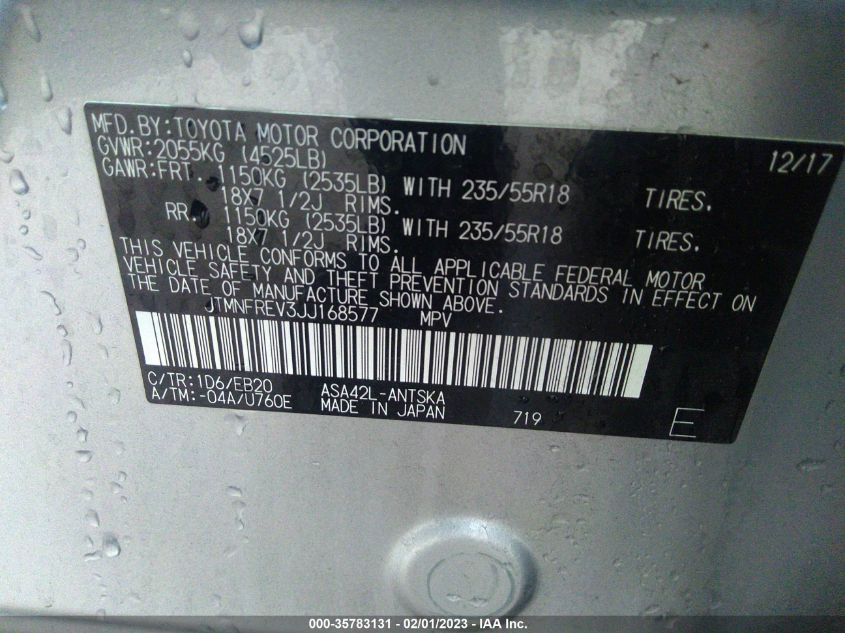 MFD.BY:TOYOTA MOTOR CORPORATION 12/17
GVWR:2055KG (4525LB)
GAWR:FRT. 1150KG (2535LB) WITH 235/55R18 TIRES.
18X7 1/2J RIMS.
RR. 1150KG (2535LB) WITH 235/55R18 TIRES.
18X7 1/2J RIMS.
THIS VEHICLE CONFORMS TO ALL APPLICABLE FEDERAL MOTOR
VEHICLE SAFETY AND THEFT PREVENTION STANDARDS IN EFFECT ON
THE DATE OF MANUFACTURE SHOWN ABOVE.
JTMNFREV3JJ168577 MPV
C/TR:1D6/EB20 ASA42L-ANTSKA
A/TM:-04A/U760E MADE IN JAPAN 719 E
000-35783131 - 02/01/2023 - IAA Inc.